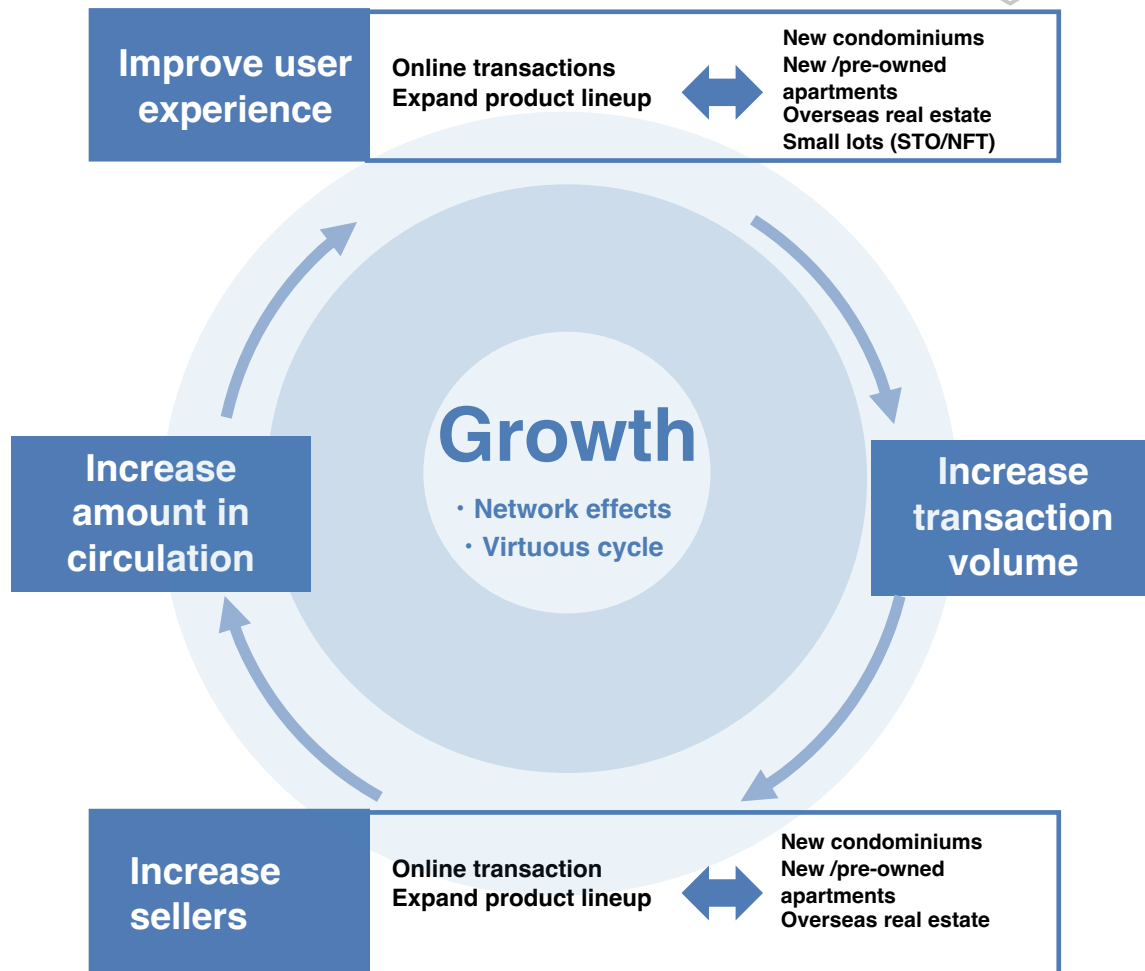 Improve user
experience
Online transactions
Expand product lineup
New condominiums
New /pre-owned
apartments
Overseas real estate
Small lots (STO/NFT)
Growth
・Network effects
・Virtuous cycle
Increase
amount in
circulation
Increase
transaction
volume
Increase
sellers
Online transaction
Expand product lineup
New condominiums
New /pre-owned
apartments
Overseas real estate